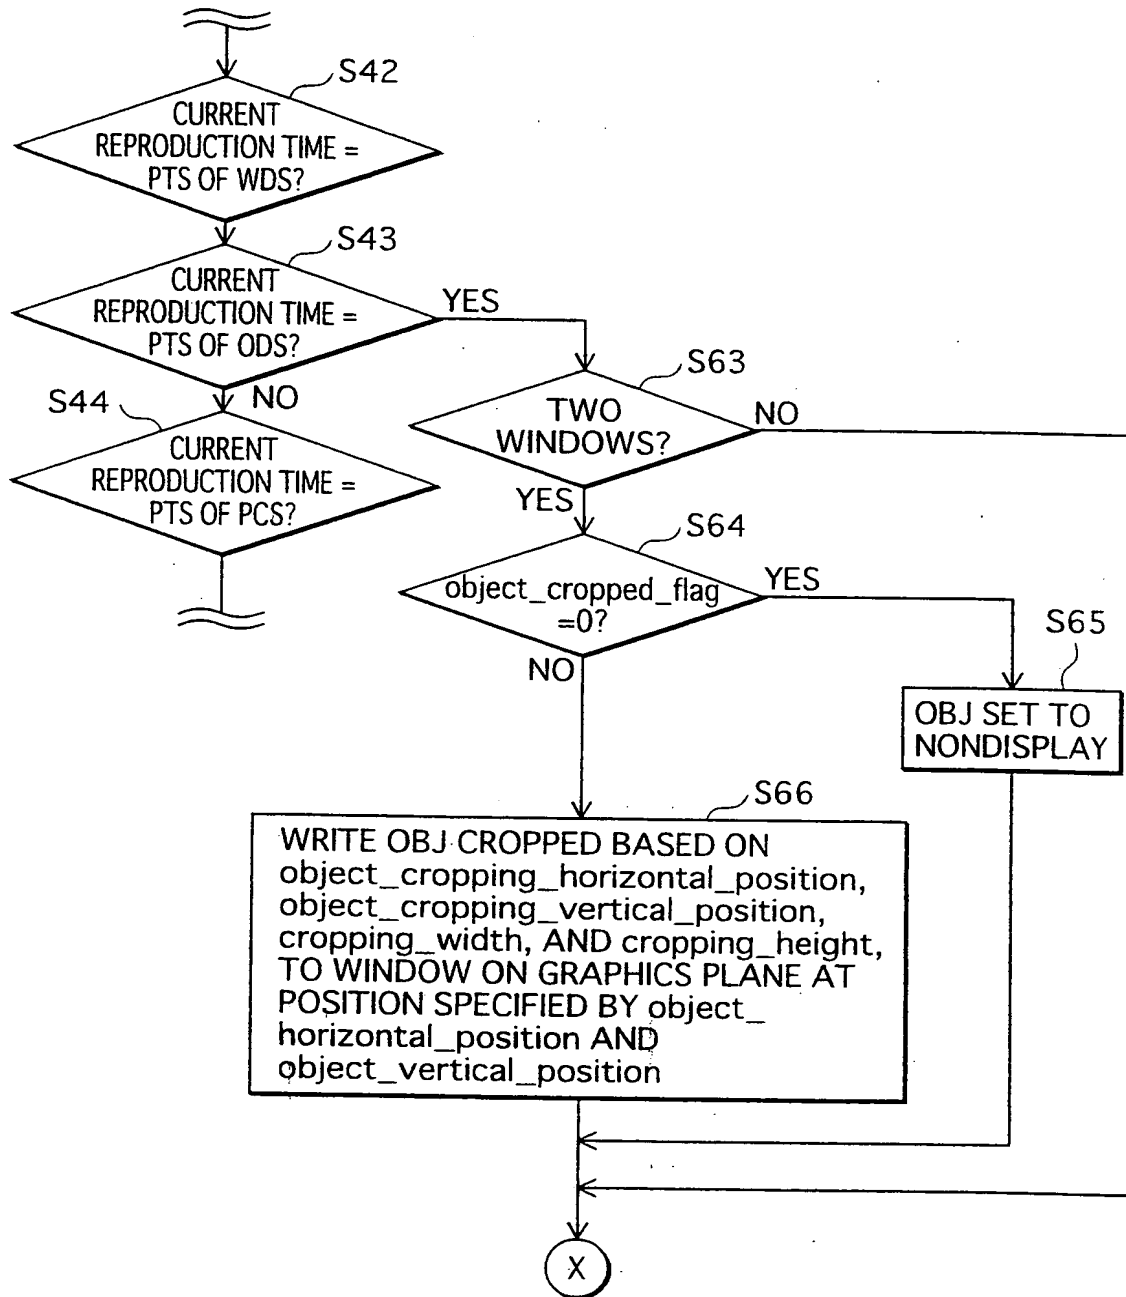 S42
CURRENT
REPRODUCTION TIME =
PTS OF WDS?
S43
CURRENT
REPRODUCTION TIME =
PTS OF ODS?
YES
NO
S44
CURRENT
REPRODUCTION TIME =
PTS OF PCS?
S63
TWO
WINDOWS?
NO
YES
S64
object_cropped_flag
=0?
YES
NO
S65
OBJ SET TO
NONDISPLAY
S66
WRITE OBJ CROPPED BASED ON
object_cropping_horizontal_position,
object_cropping_vertical_position,
cropping_width, AND cropping_height,
TO WINDOW ON GRAPHICS PLANE AT
POSITION SPECIFIED BY object_
horizontal_position AND
object_vertical_position
X